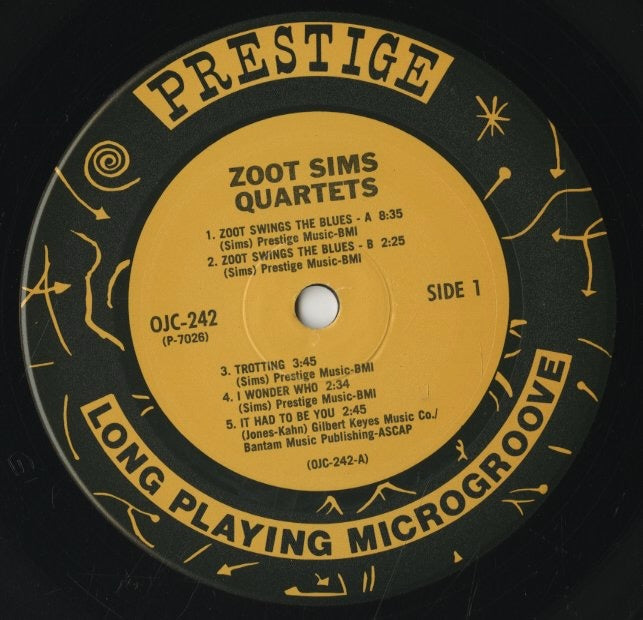 PRESTIGE
ZOOT SIMS
QUARTETS
1. ZOOT SWINGS THE BLUES - A 8:35
(Sims) Prestige Music-BMI
2. ZOOT SWINGS THE BLUES - B 2:25
(Sims) Prestige Music-BMI
OJC-242
(P-7026)
SIDE 1
3. TROTTING 3:45
(Sims) Prestige Music-BMI
4. I WONDER WHO 2:34
(Sims) Prestige Music-BMI
5. IT HAD TO BE YOU 2:45
(Jones-Kahn) Gilbert Keyes Music Co./
Bantam Music Publishing-ASCAP
(OJC-242-A)
LONG PLAYING MICROGROOVE